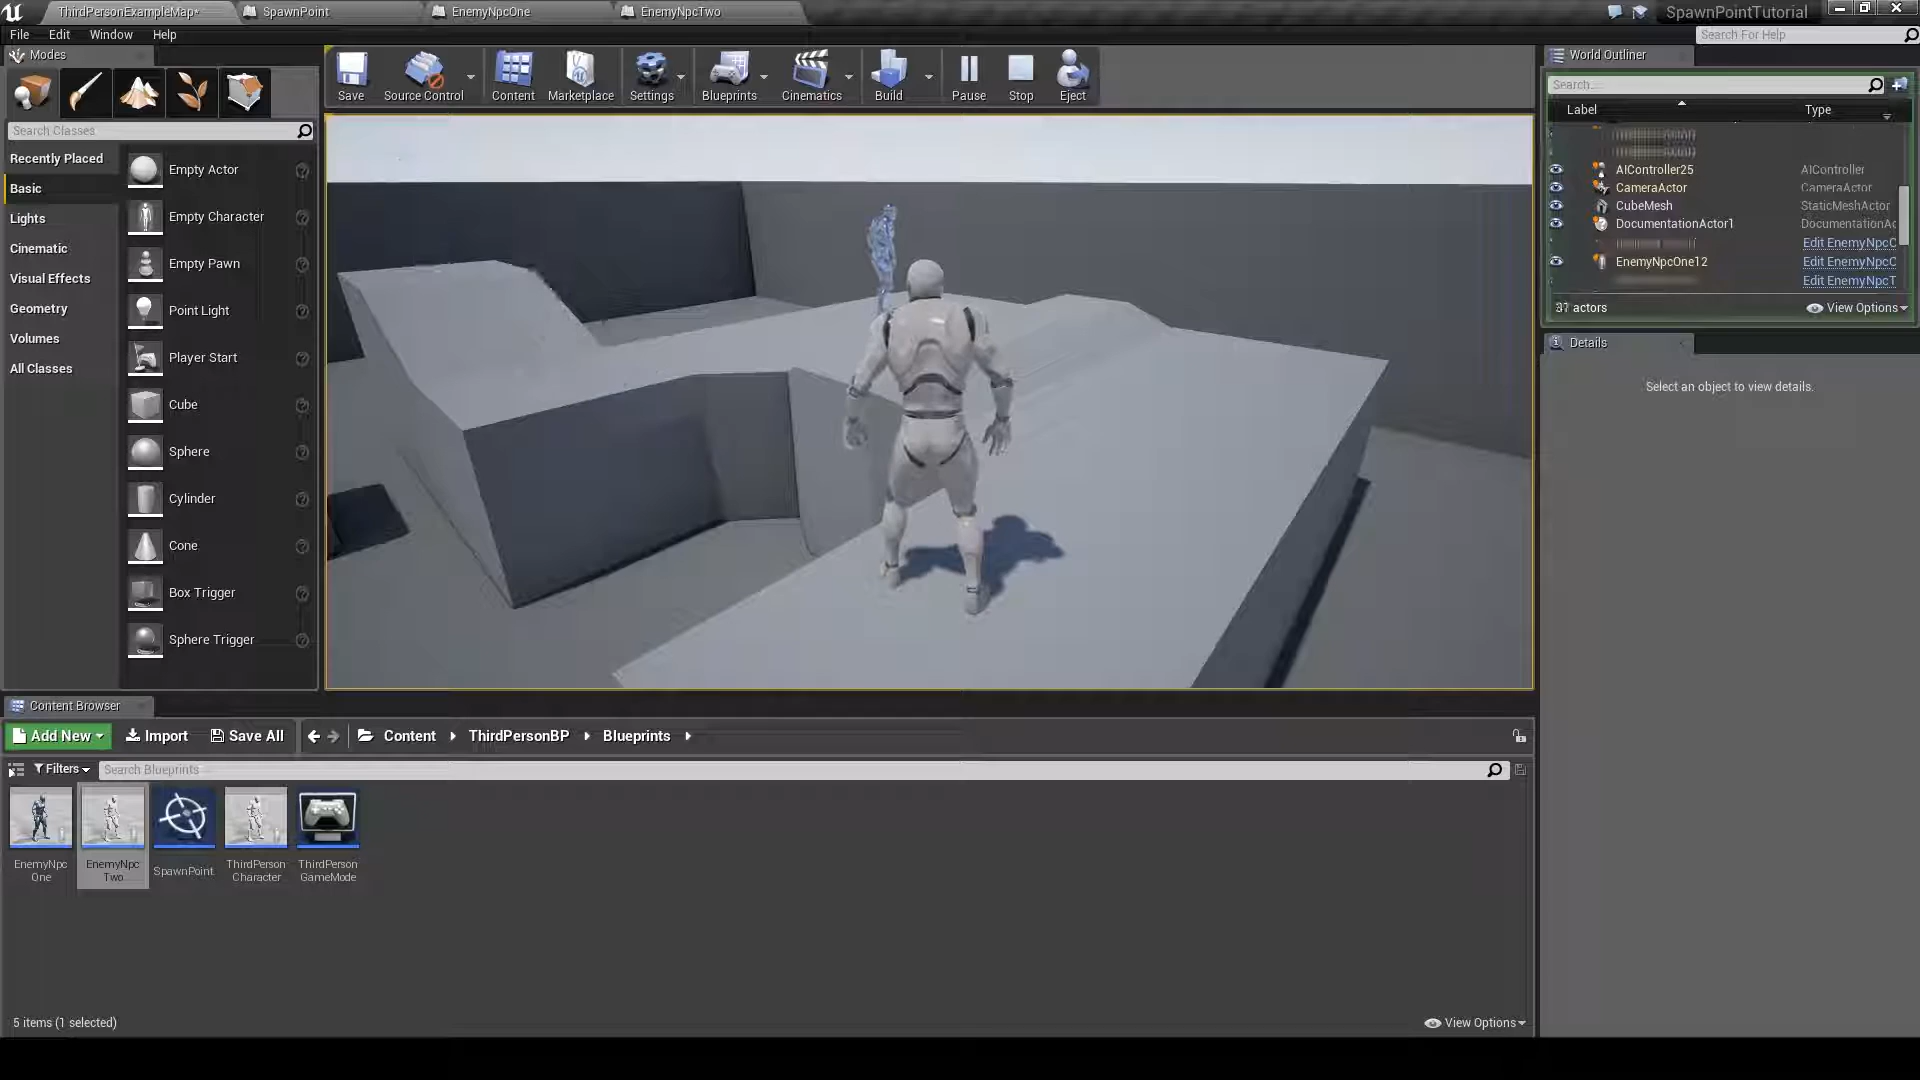 ThirdPersonExampleMap*
SpawnPoint
EnemyNpcOne
EnemyNpcTwo
SpawnPointTutorial
File
Edit
Window
Help
Search For Help
Modes
Save
Source Control
Content
Marketplace
Settings
Blueprints
Cinematics
Build
Pause
Stop
Eject
World Outliner
Search...
Label
Type
Search Classes
Recently Placed
Basic
Lights
Cinematic
Visual Effects
Geometry
Volumes
All Classes
Empty Actor
Empty Character
Empty Pawn
Point Light
Player Start
Cube
Sphere
Cylinder
Cone
Box Trigger
Sphere Trigger
AIController25
AIController
CameraActor
CameraActor
CubeMesh
StaticMeshActor
DocumentationActor1
DocumentationAc
Edit EnemyNpcC
EnemyNpcOne12
Edit EnemyNpcC
Edit EnemyNpcT
actors
View Options
Details
Select an object to view details.
Content Browser
Add New
Import
Save All
Content
ThirdPersonBP
Blueprints
Filters
Search Blueprints
EnemyNpc
One
EnemyNpc
Two
SpawnPoint
ThirdPerson
Character
ThirdPerson
GameMode
5 items (1 selected)
View Options